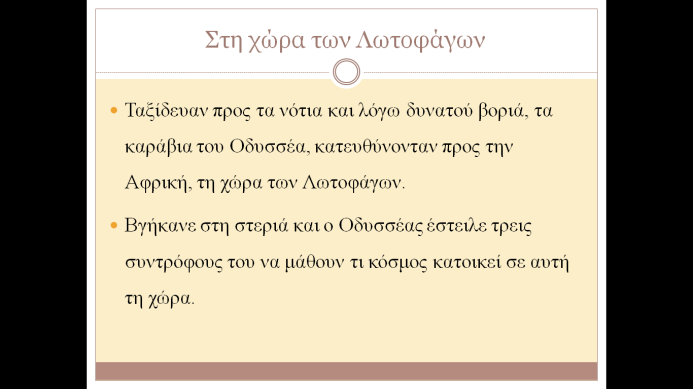 Στη χώρα των Λωτοφάγων
• Ταξίδευαν προς τα νότια και λόγω δυνατού βοριά, τα
καράβια του Οδυσσέα, κατευθύνονταν προς την
Αφρική, τη χώρα των Λωτοφάγων.
• Βγήκανε στη στεριά και ο Οδυσσέας έστειλε τρεις
συντρόφους του να μάθουν τι κόσμος κατοικεί σε αυτή
τη χώρα.